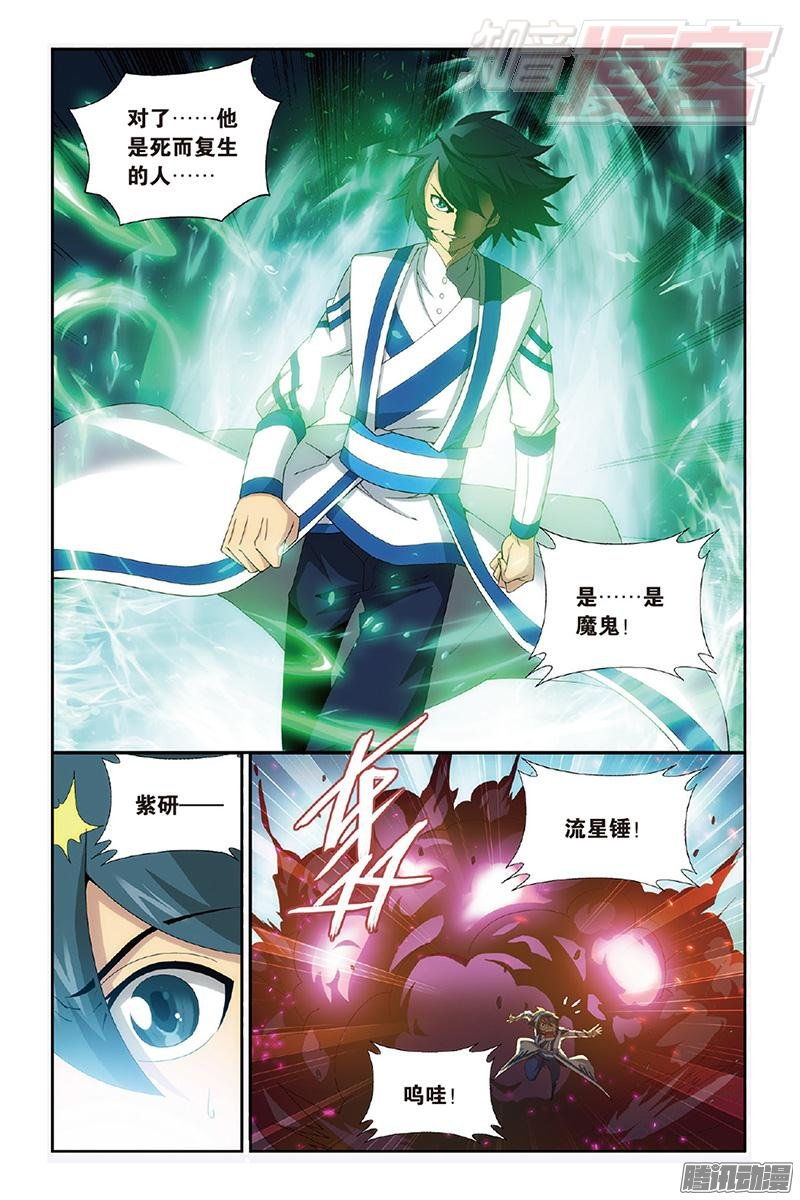 知音漫客
对了……他
是死而复生
的人……
是……是
魔鬼！
紫研——
流星锤！
呜哇！
腾讯动漫